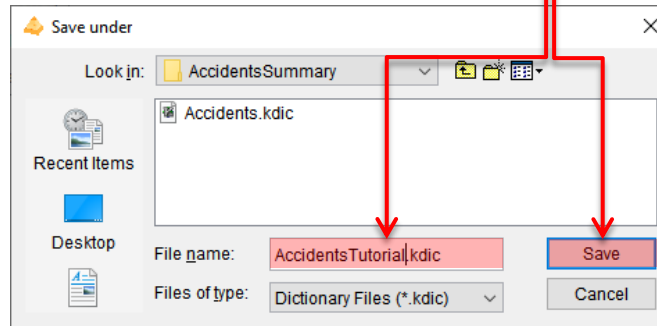 Save under
Look in: AccidentsSummary
Accidents.kdic
Recent Items
Desktop
File name: AccidentsTutorial.kdic Save
Files of type: Dictionary Files (*.kdic) Cancel